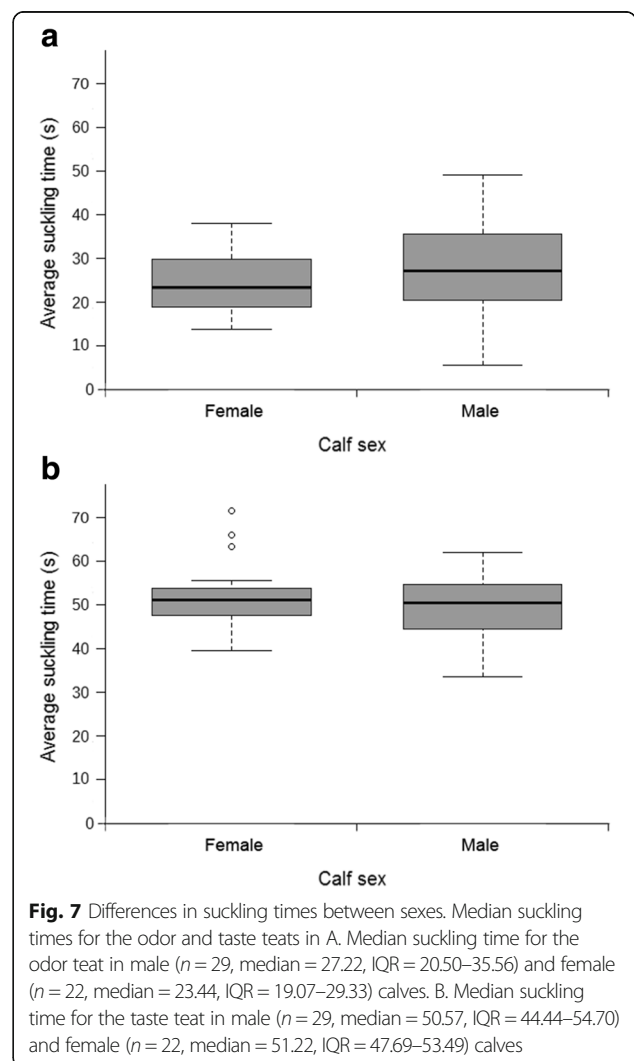 a
70
60
50
40
30
20
10
0
Average suckling time (s)
Female Male
Calf sex
b
70
60
50
40
30
20
10
0
Average suckling time (s)
Female Male
Calf sex
Fig. 7 Differences in suckling times between sexes. Median suckling
times for the odor and taste teats in A. Median suckling time for the
odor teat in male (n = 29, median = 27.22, IQR = 20.50–35.56) and female
(n = 22, median = 23.44, IQR = 19.07–29.33) calves. B. Median suckling
time for the taste teat in male (n = 29, median = 50.57, IQR = 44.44–54.70)
and female (n = 22, median = 51.22, IQR = 47.69–53.49) calves